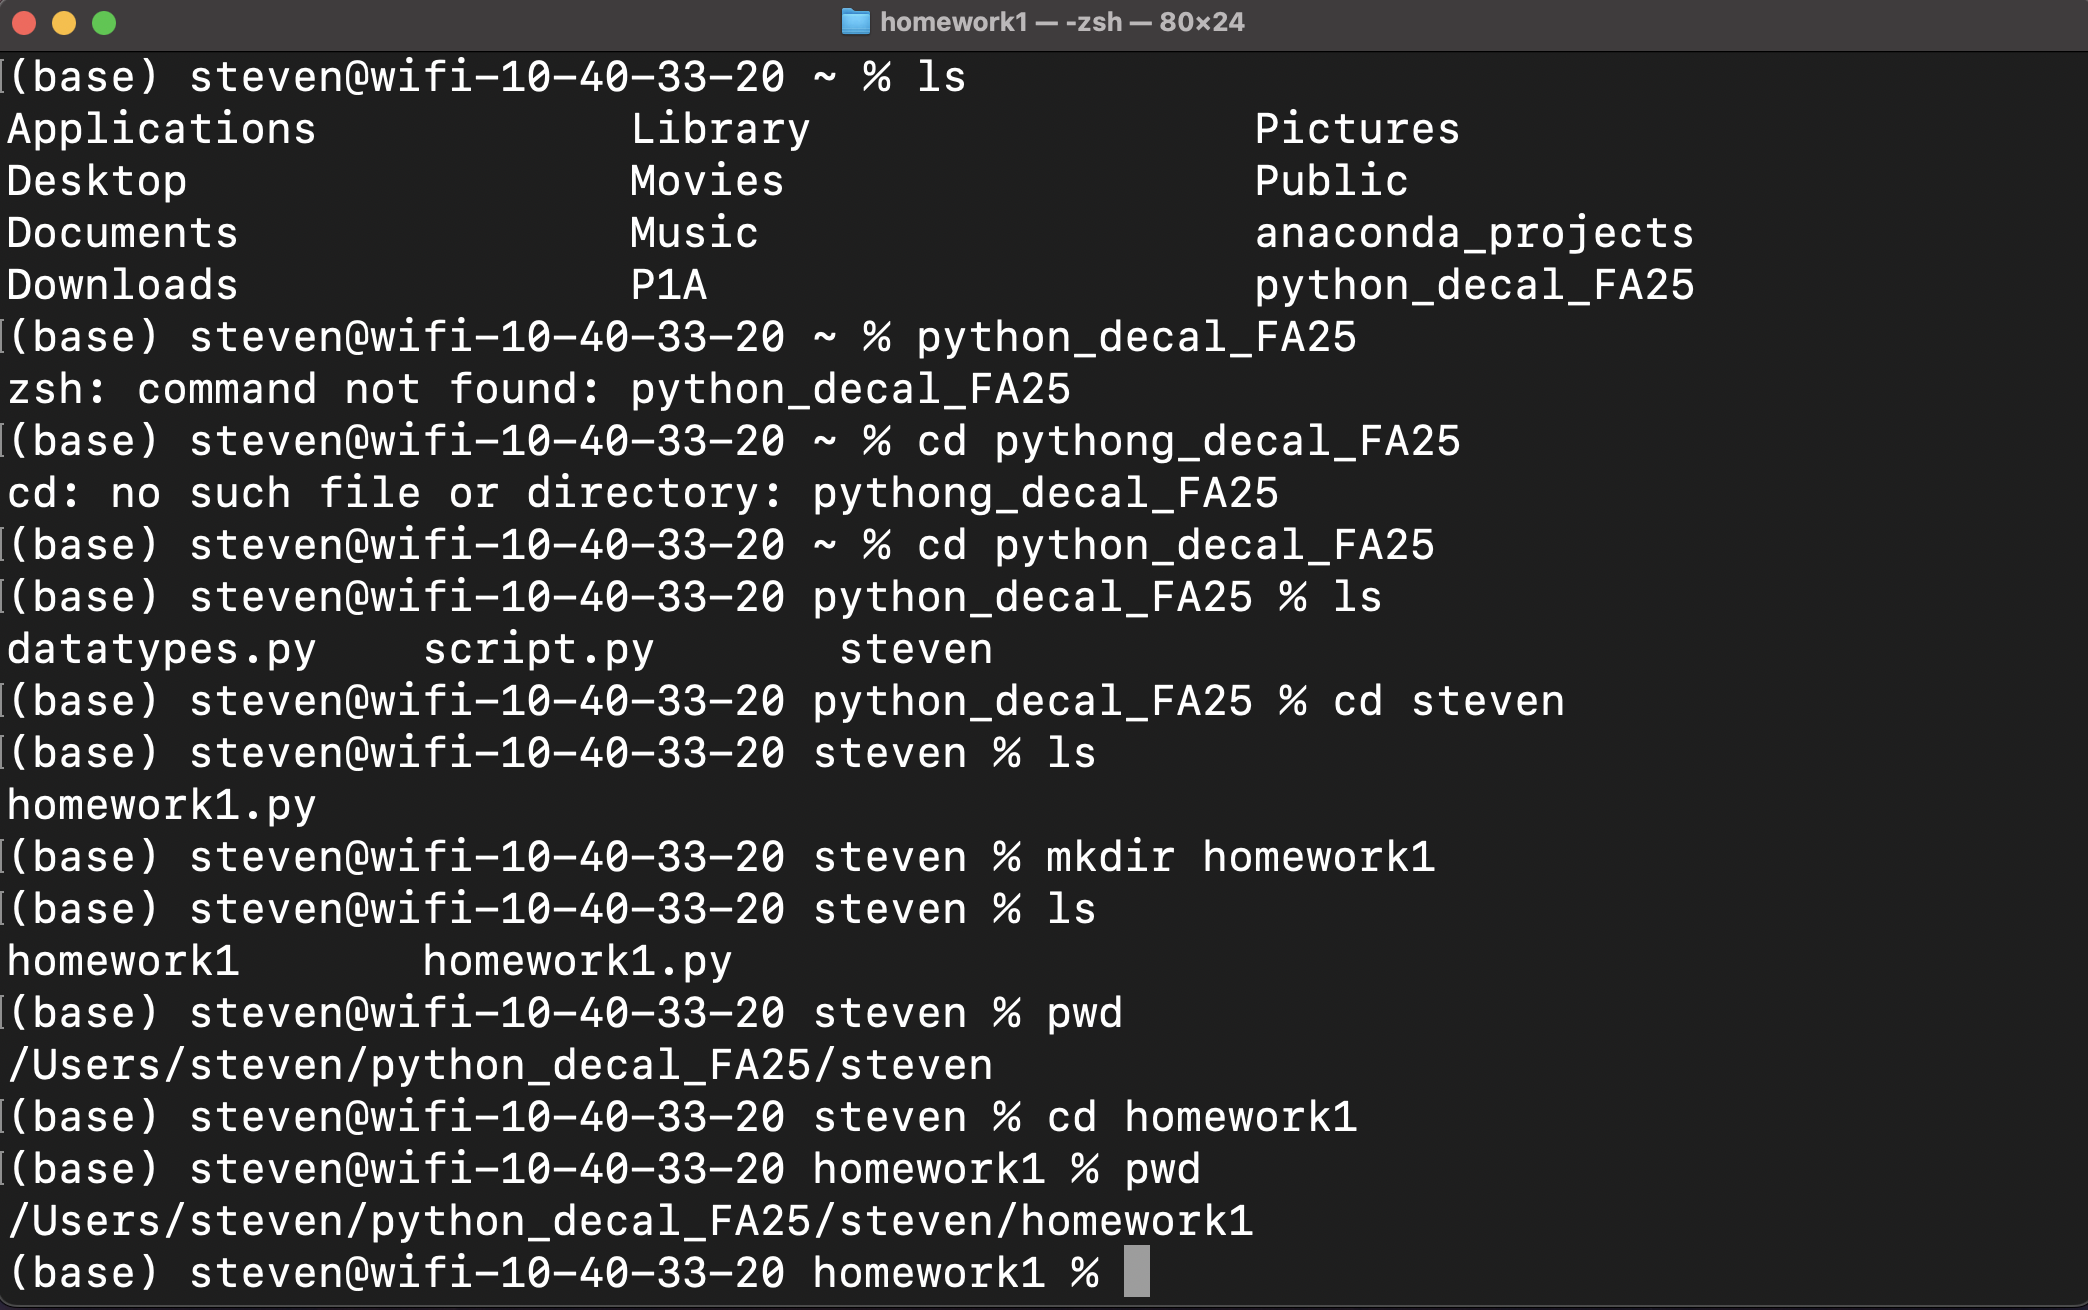 homework1 — -zsh — 80×24
(base) steven@wifi-10-40-33-20 ~ % ls
Applications Library Pictures
Desktop Movies Public
Documents Music anaconda_projects
Downloads P1A python_decal_FA25
(base) steven@wifi-10-40-33-20 ~ % python_decal_FA25
zsh: command not found: python_decal_FA25
(base) steven@wifi-10-40-33-20 ~ % cd pythong_decal_FA25
cd: no such file or directory: pythong_decal_FA25
(base) steven@wifi-10-40-33-20 ~ % cd python_decal_FA25
(base) steven@wifi-10-40-33-20 python_decal_FA25 % ls
datatypes.py script.py steven
(base) steven@wifi-10-40-33-20 python_decal_FA25 % cd steven
(base) steven@wifi-10-40-33-20 steven % ls
homework1.py
(base) steven@wifi-10-40-33-20 steven % mkdir homework1
(base) steven@wifi-10-40-33-20 steven % ls
homework1 homework1.py
(base) steven@wifi-10-40-33-20 steven % pwd
/Users/steven/python_decal_FA25/steven
(base) steven@wifi-10-40-33-20 steven % cd homework1
(base) steven@wifi-10-40-33-20 homework1 % pwd
/Users/steven/python_decal_FA25/steven/homework1
(base) steven@wifi-10-40-33-20 homework1 %